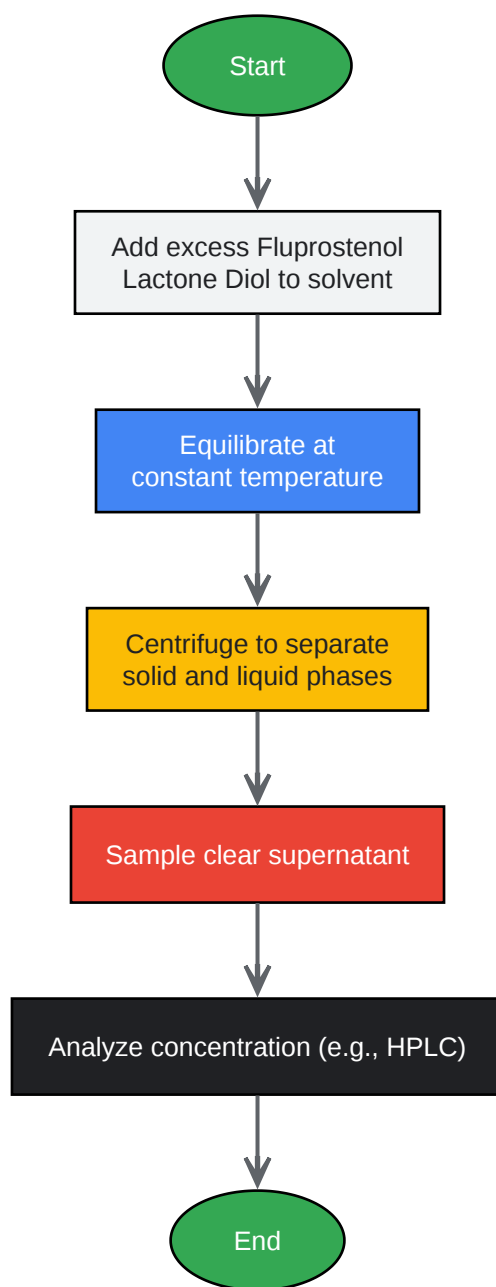 Start
Add excess Fluprostenol
Lactone Diol to solvent
Equilibrate at
constant temperature
Centrifuge to separate
solid and liquid phases
Sample clear supernatant
Analyze concentration (e.g., HPLC)
End